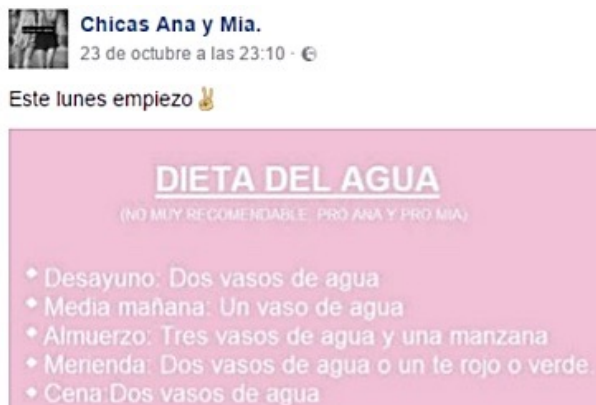 Chicas Ana y Mia.
23 de octubre a las 23:10 ·
Este lunes empiezo ✌
DIETA DEL AGUA
(NO MUY RECOMENDABLE, PRO ANA Y PRO MIA)
• Desayuno: Dos vasos de agua
• Media mañana: Un vaso de agua
• Almuerzo: Tres vasos de agua y una manzana
• Merienda: Dos vasos de agua o un te rojo o verde.
• Cena:Dos vasos de agua